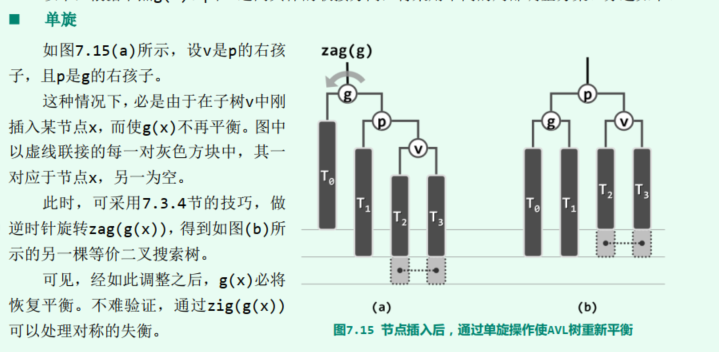 单旋
如图7.15(a)所示，设v是p的右孩
子，且p是g的右孩子。
这种情况下，必是由于在子树v中刚
插入某节点x，而使g(x)不再平衡。图中
以虚线联接的每一对灰色方块中，其一
对应于节点x，另一为空。
此时，可采用7.3.4节的技巧，做
逆时针旋转zag(g(x))，得到如图(b)所
示的另一棵等价二叉搜索树。
可见，经如此调整之后，g(x)必将
恢复平衡。不难验证，通过zig(g(x))
可以处理对称的失衡。
zag(g)
g
p
v
T0
T1
T2
T3
(a)
p
g
v
T0
T1
T2
T3
(b)
图7.15 节点插入后，通过单旋操作使AVL树重新平衡